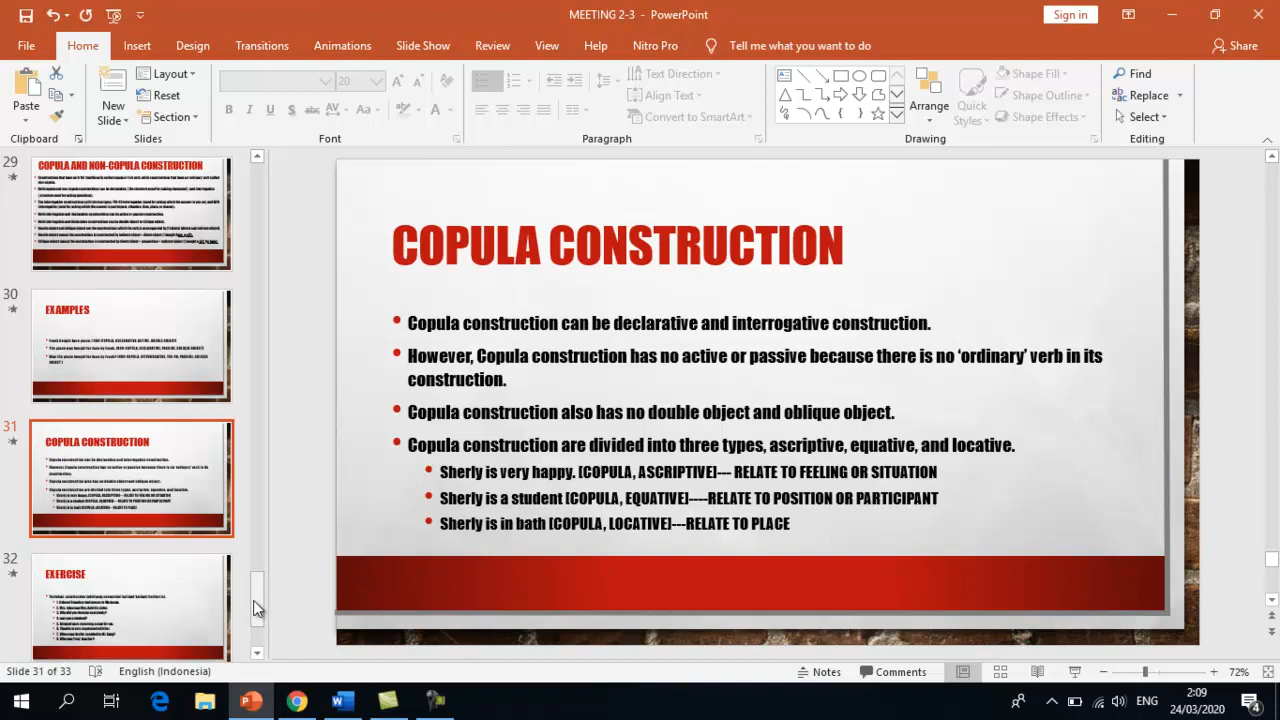 MEETING 2-3 - PowerPoint
Sign in
File Home Insert Design Transitions Animations Slide Show Review View Help Nitro Pro Tell me what you want to do Share
Paste
New
Slide
Layout
Reset
Section
20
B I U S abc AV Aa A
Text Direction
Align Text
Convert to SmartArt
Arrange
Quick
Styles
Shape Fill
Shape Outline
Shape Effects
Find
Replace
Select
Clipboard Slides Font Paragraph Drawing Editing
29
COPULA AND NON-COPULA CONSTRUCTION
30
EXAMPLES
31
COPULA CONSTRUCTION
32
EXERCISE
COPULA CONSTRUCTION
• Copula construction can be declarative and interrogative construction.
• However, Copula construction has no active or passive because there is no ‘ordinary’ verb in its
construction.
• Copula construction also has no double object and oblique object.
• Copula construction are divided into three types, ascriptive, equative, and locative.
• Sherly is very happy. [COPULA, ASCRIPTIVE]--- RELATE TO FEELING OR SITUATION
• Sherly is a student [COPULA, EQUATIVE]----RELATE TO POSITION OR PARTICIPANT
• Sherly is in bath [COPULA, LOCATIVE]---RELATE TO PLACE
Slide 31 of 33 English (Indonesia) Notes Comments 72%
ENG
2:09
24/03/2020
4